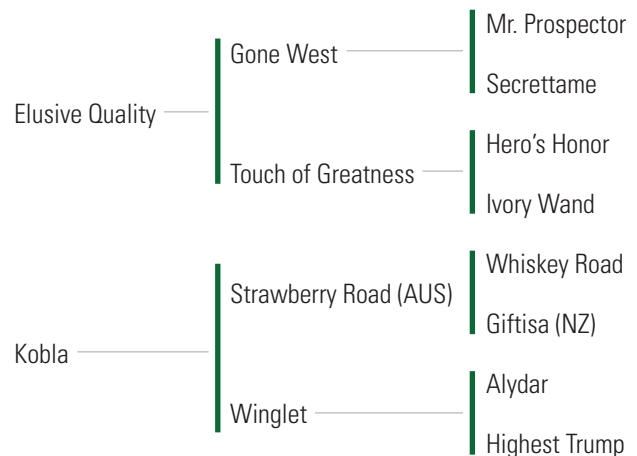 Mr. Prospector
Gone West
Secrettame
Elusive Quality
Hero's Honor
Touch of Greatness
Ivory Wand
Whiskey Road
Strawberry Road (AUS)
Giftisa (NZ)
Kobla
Alydar
Winglet
Highest Trump